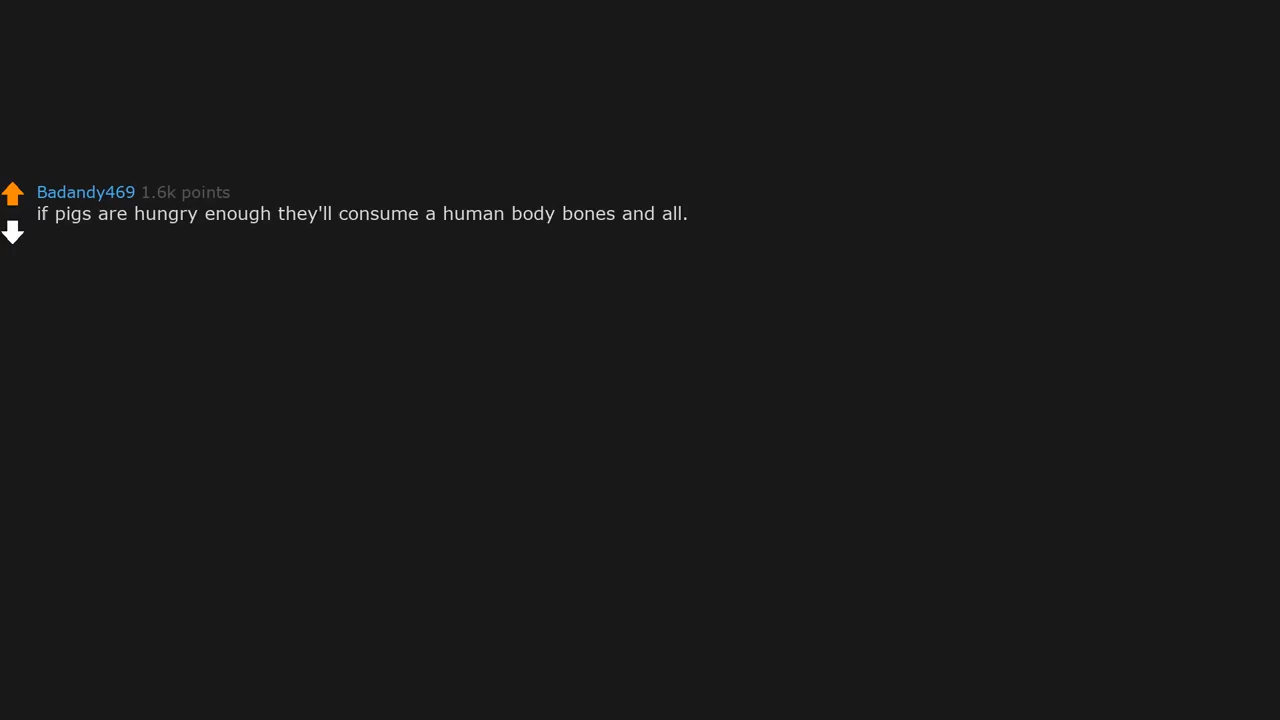 Badandy469 1.6k points
if pigs are hungry enough they'll consume a human body bones and all.